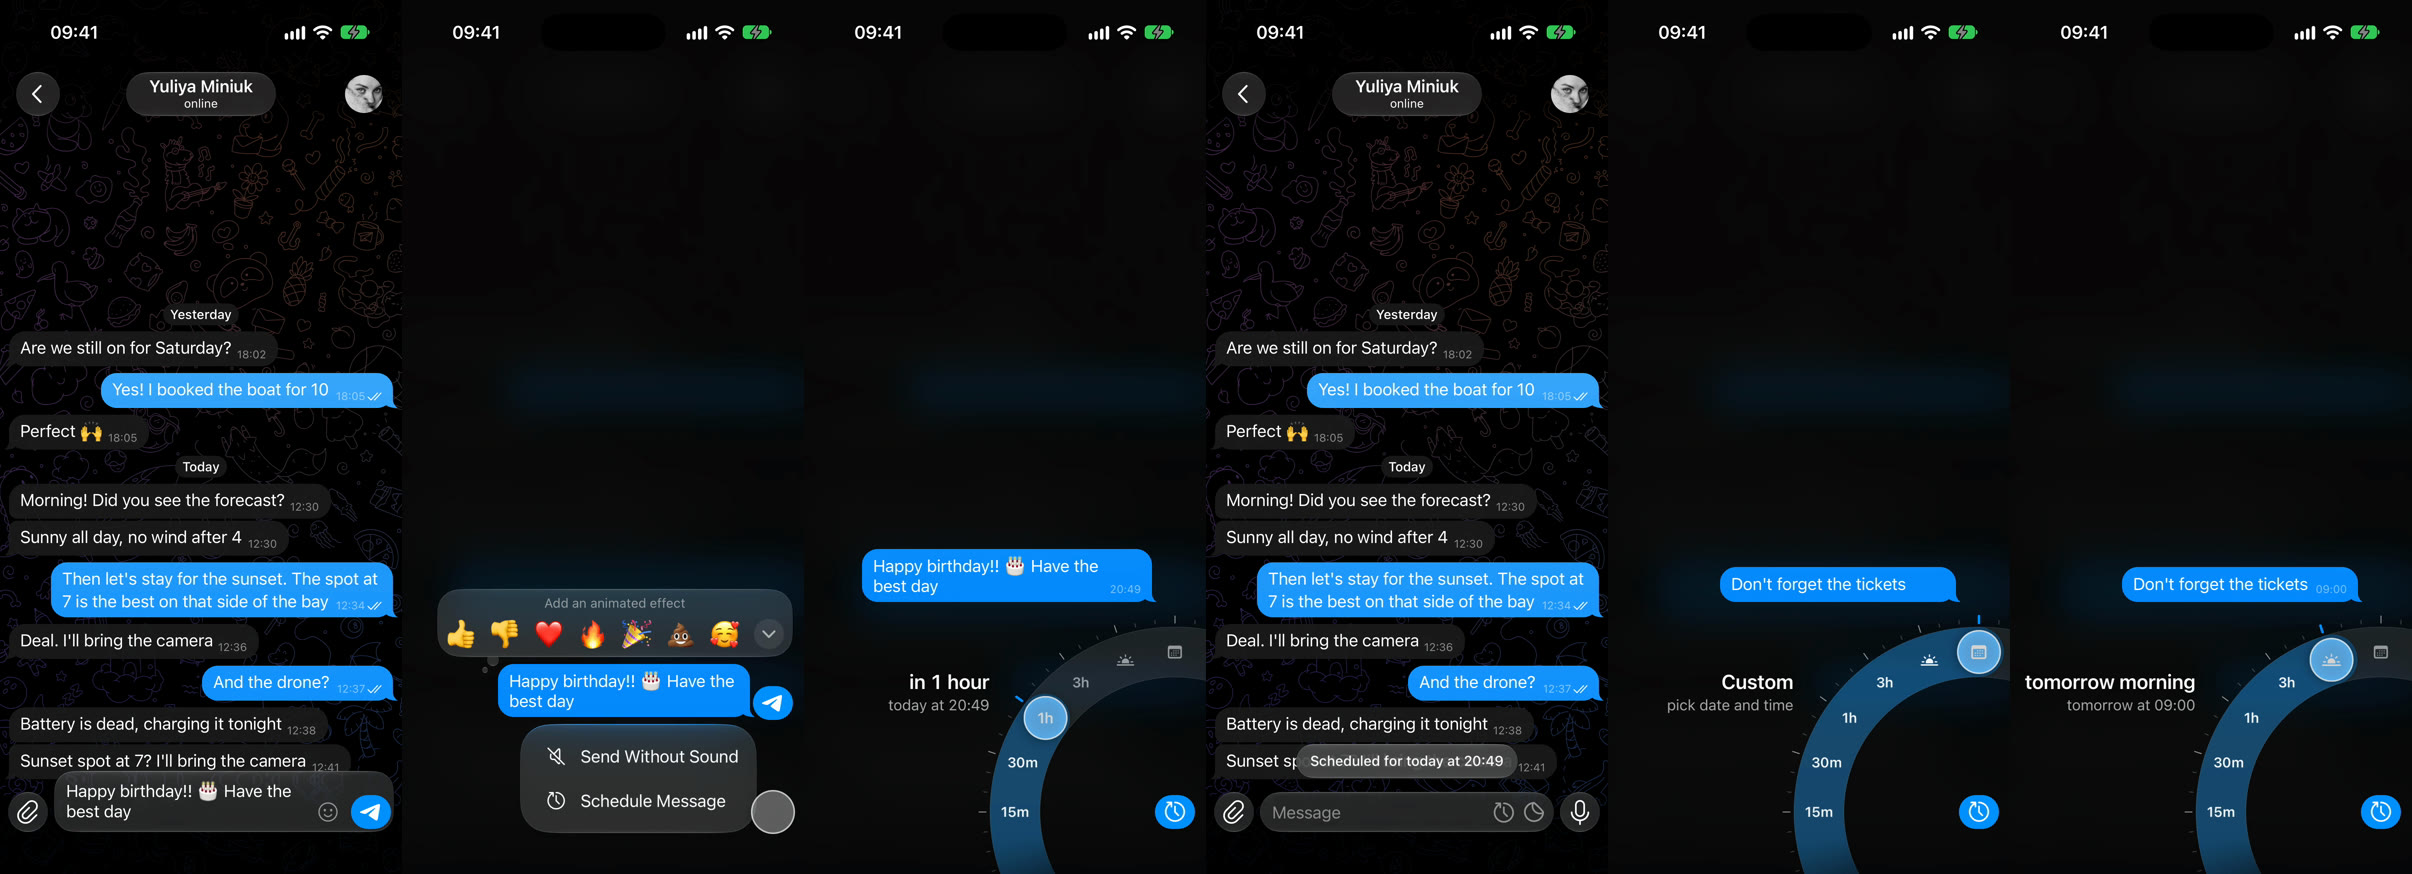 09:41
Yuliya Miniuk
online
Yesterday
Are we still on for Saturday? 18:02
Yes! I booked the boat for 10 18:05
Perfect 🙌 18:05
Today
Morning! Did you see the forecast? 12:30
Sunny all day, no wind after 4 12:30
Then let's stay for the sunset. The spot at
7 is the best on that side of the bay 12:34
Deal. I'll bring the camera 12:36
And the drone? 12:37
Battery is dead, charging it tonight 12:38
Sunset spot at 7? I'll bring the camera 12:41
Happy birthday!! 🎂 Have the
best day
09:41
Add an animated effect
👍 👎 ❤️ 🔥 🎉 💩 🥰
Happy birthday!! 🎂 Have the
best day
Send Without Sound
Schedule Message
09:41
Happy birthday!! 🎂 Have the
best day 20:49
in 1 hour
today at 20:49
3h
1h
30m
15m
09:41
Yuliya Miniuk
online
Yesterday
Are we still on for Saturday? 18:02
Yes! I booked the boat for 10 18:05
Perfect 🙌 18:05
Today
Morning! Did you see the forecast? 12:30
Sunny all day, no wind after 4 12:30
Then let's stay for the sunset. The spot at
7 is the best on that side of the bay 12:34
Deal. I'll bring the camera 12:36
And the drone? 12:37
Battery is dead, charging it tonight 12:38
Sunset sp 12:41
Scheduled for today at 20:49
Message
09:41
Don't forget the tickets
Custom
pick date and time
3h
1h
30m
15m
09:41
Don't forget the tickets 09:00
tomorrow morning
tomorrow at 09:00
3h
1h
30m
15m